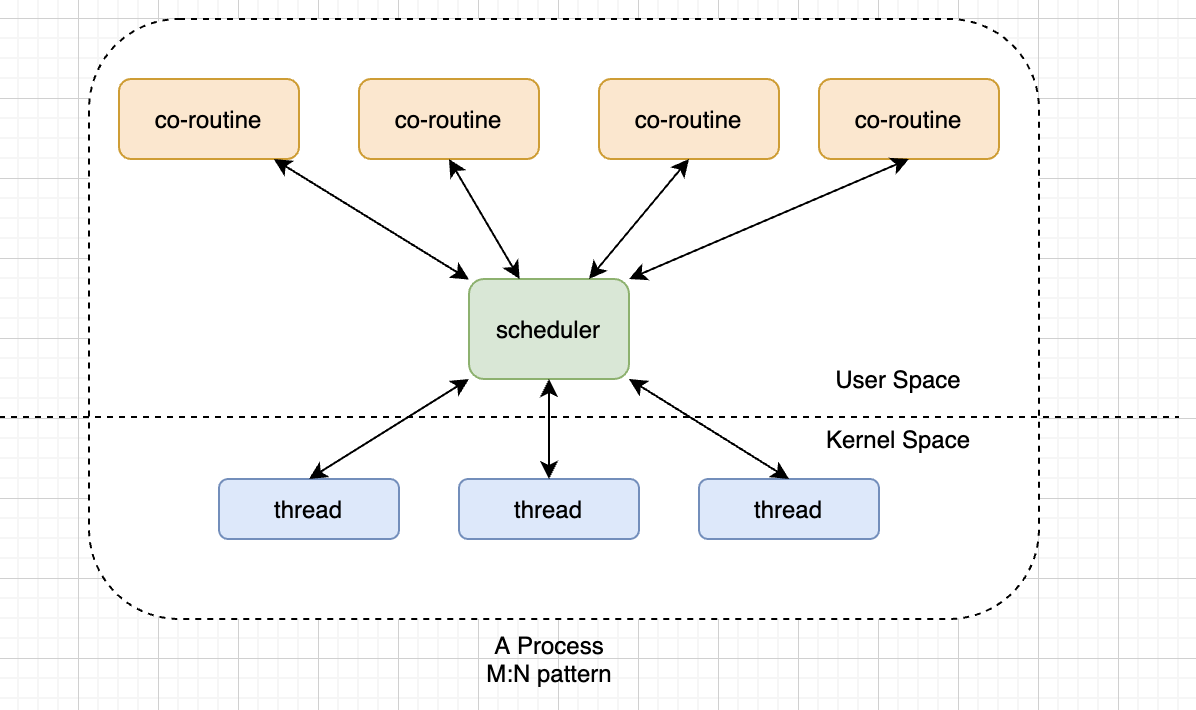 co-routine
co-routine
co-routine
co-routine
scheduler
User Space
Kernel Space
thread
thread
thread
A Process
M:N pattern